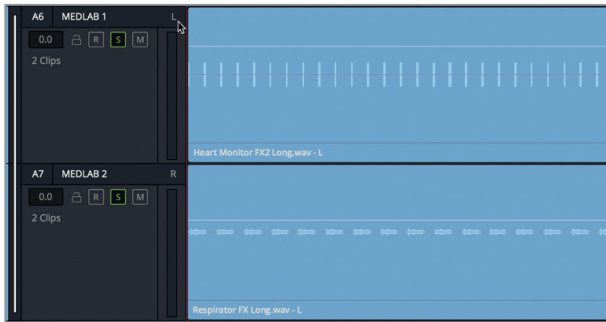 A6 MEDLAB 1 L
0.0 R S M
2 Clips
Heart Monitor FX2 Long.wav - L
A7 MEDLAB 2 R
0.0 R S M
2 Clips
Respirator FX Long.wav - L